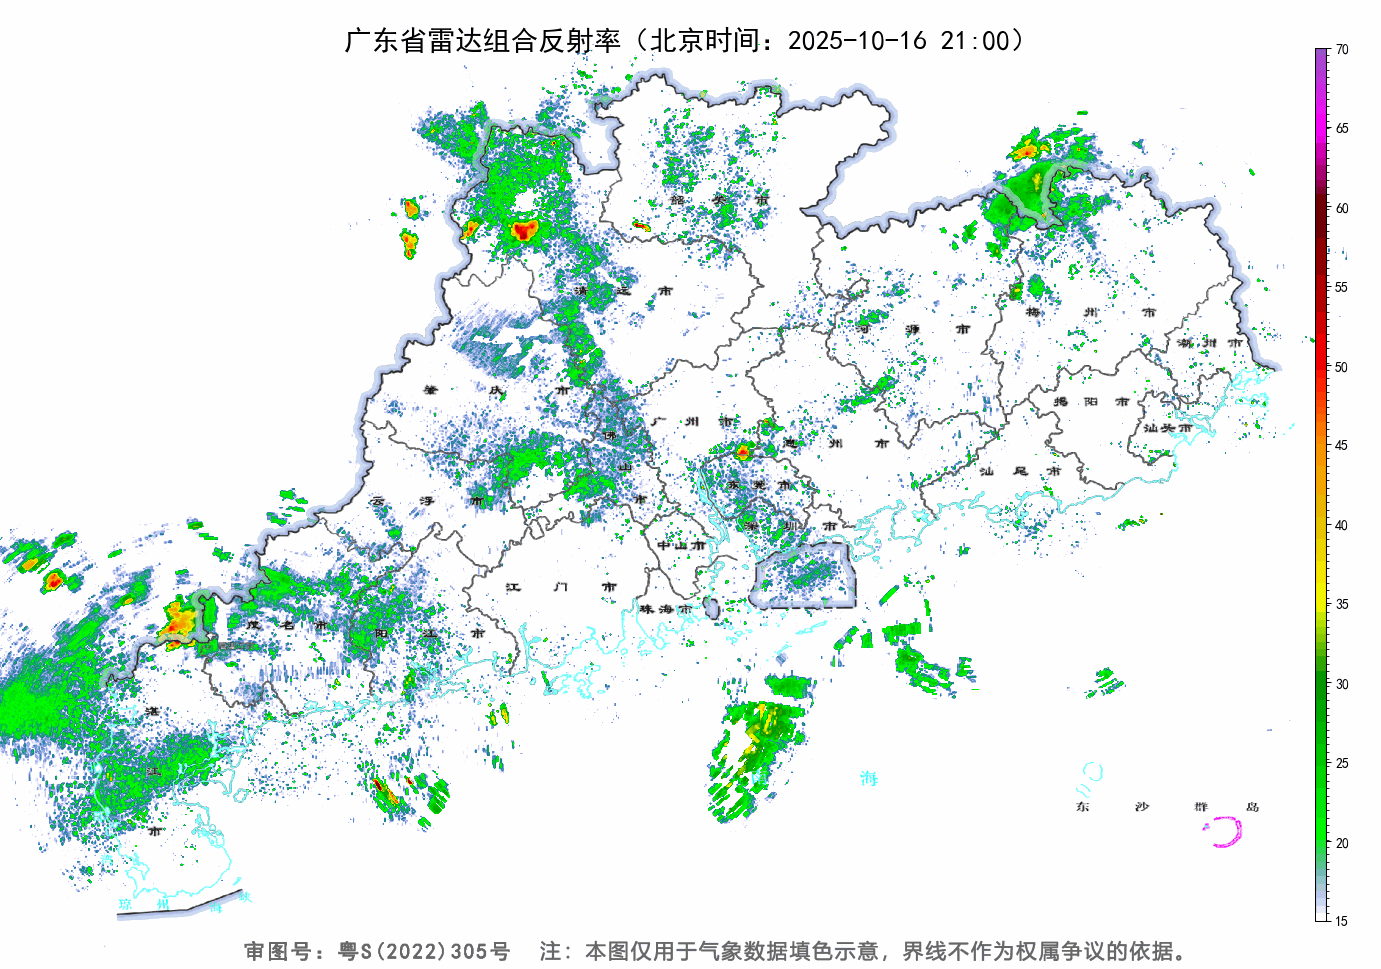 广东省雷达组合反射率（北京时间：2025-10-16 21:00）
70
65
60
55
50
45
40
35
30
25
20
15
韶关市
清远市
河源市
梅州市
潮州市
肇庆市
广州市
佛山市
惠州市
揭阳市
汕头市
汕尾市
云浮市
东莞市
深圳市
中山市
江门市
珠海市
茂名市
阳江市
湛江市
海
东沙群岛
琼州海峡
审图号：粤S(2022)305号 注：本图仅用于气象数据填色示意，界线不作为权属争议的依据。